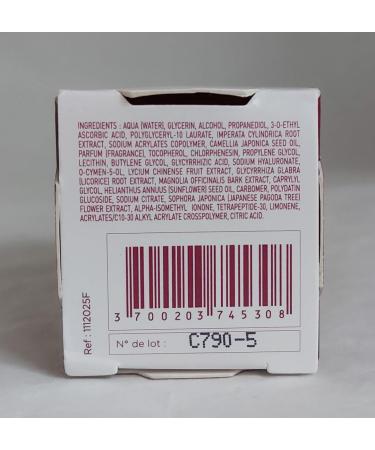 INGREDIENTS : AQUA (WATER), GLYCERIN, ALCOHOL, PROPANEDIOL, 3-O-ETHYL
ASCORBIC ACID, POLYGLYCERYL-10 LAURATE, IMPERATA CYLINDRICA ROOT
EXTRACT, SODIUM ACRYLATES COPOLYMER, CAMELLIA JAPONICA SEED OIL,
PARFUM (FRAGRANCE), TOCOPHEROL, CHLORPHENESIN, PROPYLENE GLYCOL,
LECITHIN, BUTYLENE GLYCOL, GLYCYRRHIZIC ACID, SODIUM HYALURONATE,
O-CYMEN-5-OL, LYCIUM CHINENSE FRUIT EXTRACT, GLYCYRRHIZA GLABRA
(LICORICE) ROOT EXTRACT, MAGNOLIA OFFICINALIS BARK EXTRACT, CAPRYLYL
GLYCOL, HELIANTHUS ANNUUS (SUNFLOWER) SEED OIL, CARBOMER, POLYDATIN
GLUCOSIDE, SODIUM CITRATE, SOPHORA JAPONICA (JAPANESE PAGODA TREE)
FLOWER EXTRACT, ALPHA-ISOMETHYL IONONE, TETRAPEPTIDE-30, LIMONENE,
ACRYLATES/C10-30 ALKYL ACRYLATE CROSSPOLYMER, CITRIC ACID.
3 700203 745308
Ref : 1112025F
N° de lot : C790-5